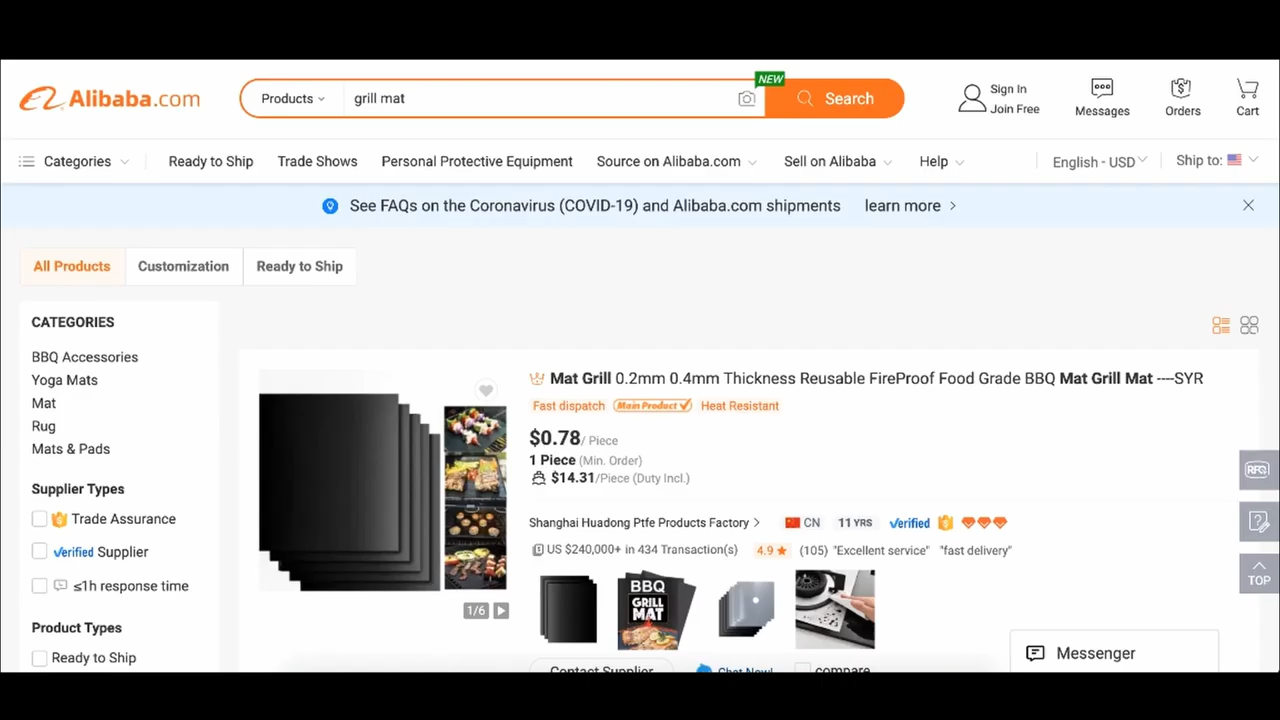 Alibaba.com
Products
grill mat
NEW
Search
Sign In
Join Free
Messages
Orders
Cart
Categories
Ready to Ship
Trade Shows
Personal Protective Equipment
Source on Alibaba.com
Sell on Alibaba
Help
English - USD
Ship to:
See FAQs on the Coronavirus (COVID-19) and Alibaba.com shipments learn more >
All Products
Customization
Ready to Ship
CATEGORIES
BBQ Accessories
Yoga Mats
Mat
Rug
Mats & Pads
Supplier Types
Trade Assurance
Verified Supplier
≤1h response time
Product Types
Ready to Ship
Mat Grill 0.2mm 0.4mm Thickness Reusable FireProof Food Grade BBQ Mat Grill Mat ----SYR
Fast dispatch Main Product Heat Resistant
$0.78/ Piece
1 Piece (Min. Order)
$14.31/Piece (Duty Incl.)
Shanghai Huadong Ptfe Products Factory > CN 11 YRS Verified
US $240,000+ in 434 Transaction(s) 4.9 (105) "Excellent service" "fast delivery"
1/6
BBQ
GRILL
MAT
Contact Supplier
Chat Now!
compare
RFQ
TOP
Messenger